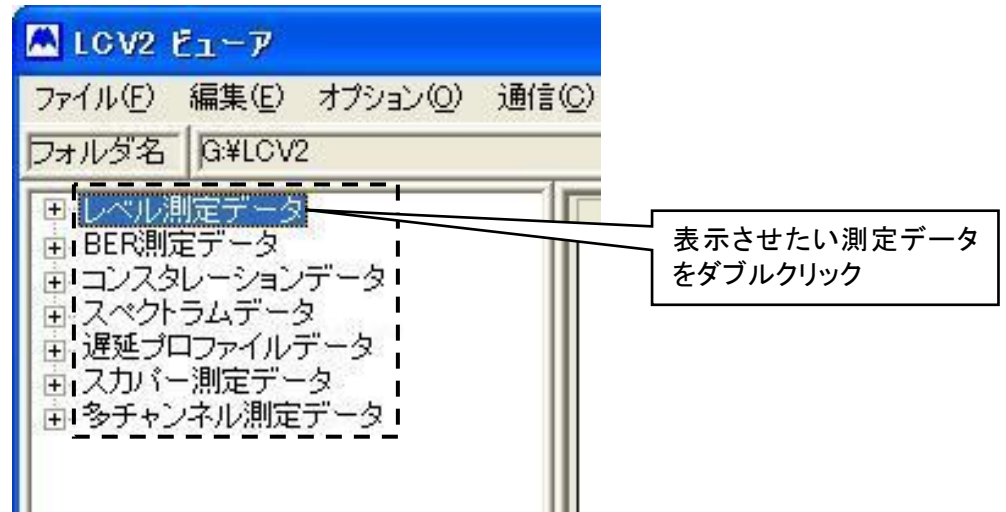 LCV2 ビューア
ファイル(F) 編集(E) オプション(O) 通信(C)
フォルダ名 G:¥LCV2
レベル測定データ
BER測定データ
コンスタレーションデータ
スペクトラムデータ
遅延プロファイルデータ
スカパー測定データ
多チャンネル測定データ
表示させたい測定データ
をダブルクリック